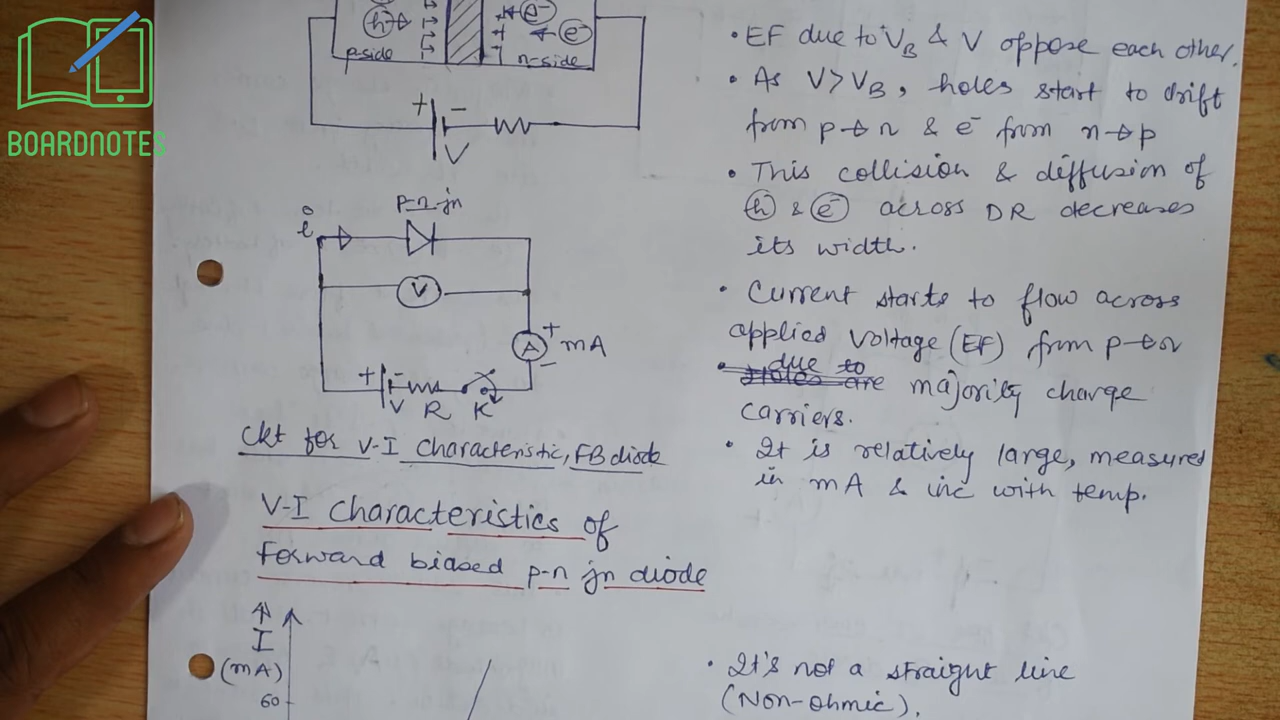 BOARDNOTES
h
e-
e-
p-side
n-side
+
-
V
p-n-jn
i
V
A
+
-
mA
+
-
V
R
K
Ckt for V-I Characteristic, FB diode
V-I Characteristics of
Forward biased p-n jn diode
I
(mA)
60
• EF due to VB & V oppose each other.
• As V > VB, holes start to drift
from p→n & e- from n→p
• This collision & diffusion of
h & e- across DR decreases
its width.
• Current starts to flow across
applied voltage (EF) from p→n
• due to
holes are majority charge
carriers.
• It is relatively large, measured
in mA & inc with temp.
• It's not a straight line
(Non-ohmic).